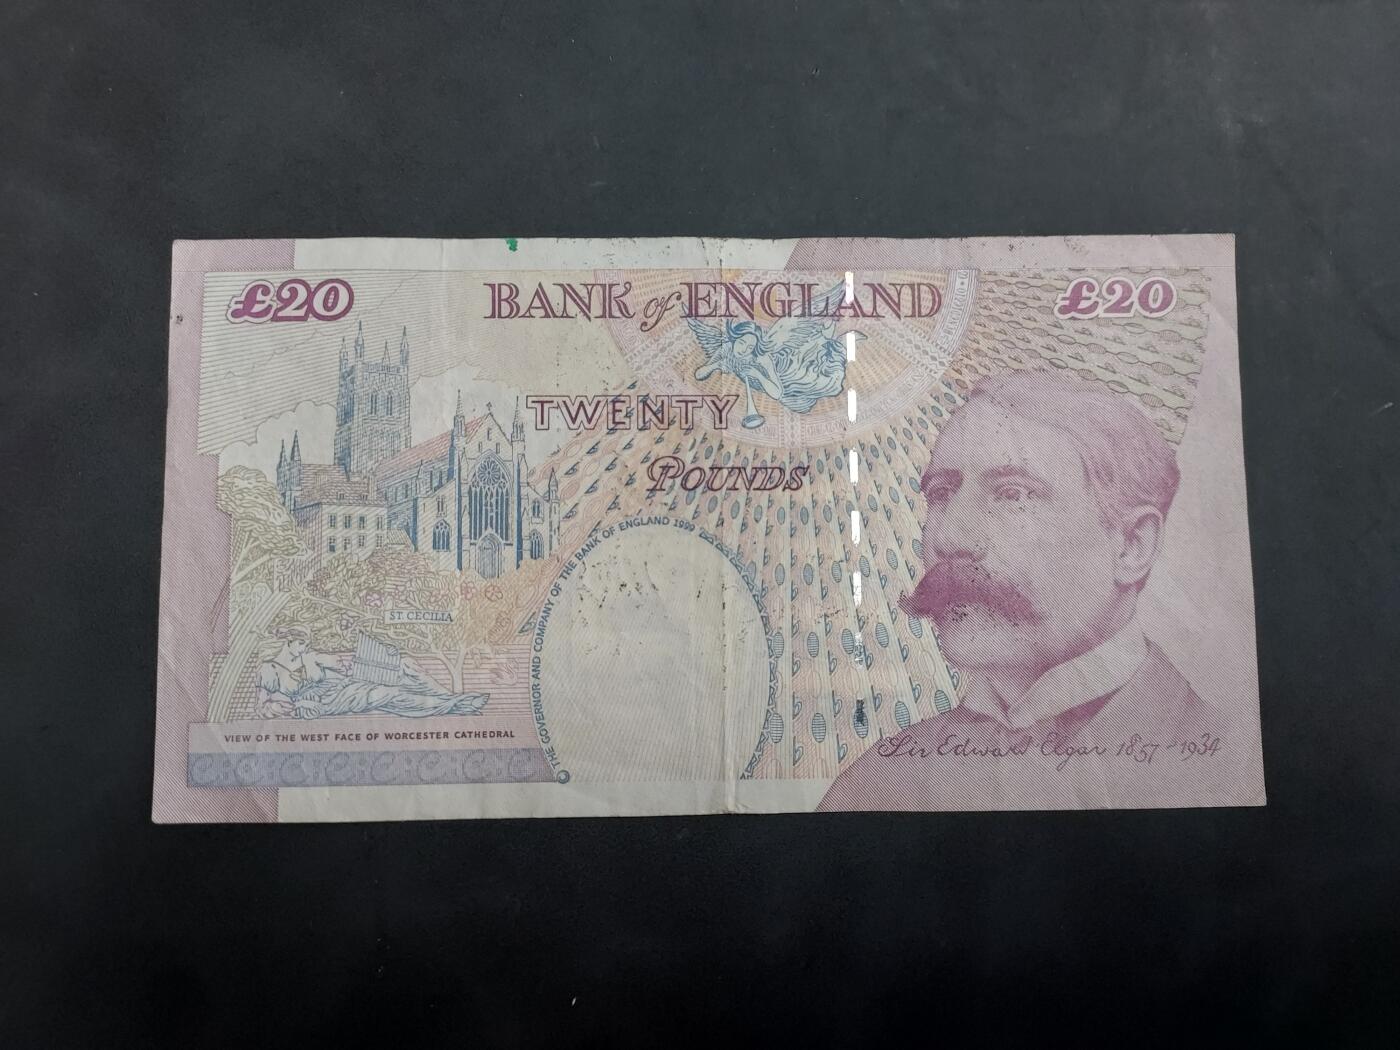 £20
BANK of ENGLAND
£20
TWENTY
POUNDS
© THE GOVERNOR AND COMPANY OF THE BANK OF ENGLAND 1999
ST. CECILIA
VIEW OF THE WEST FACE OF WORCESTER CATHEDRAL
Sir Edward Elgar 1857-1934